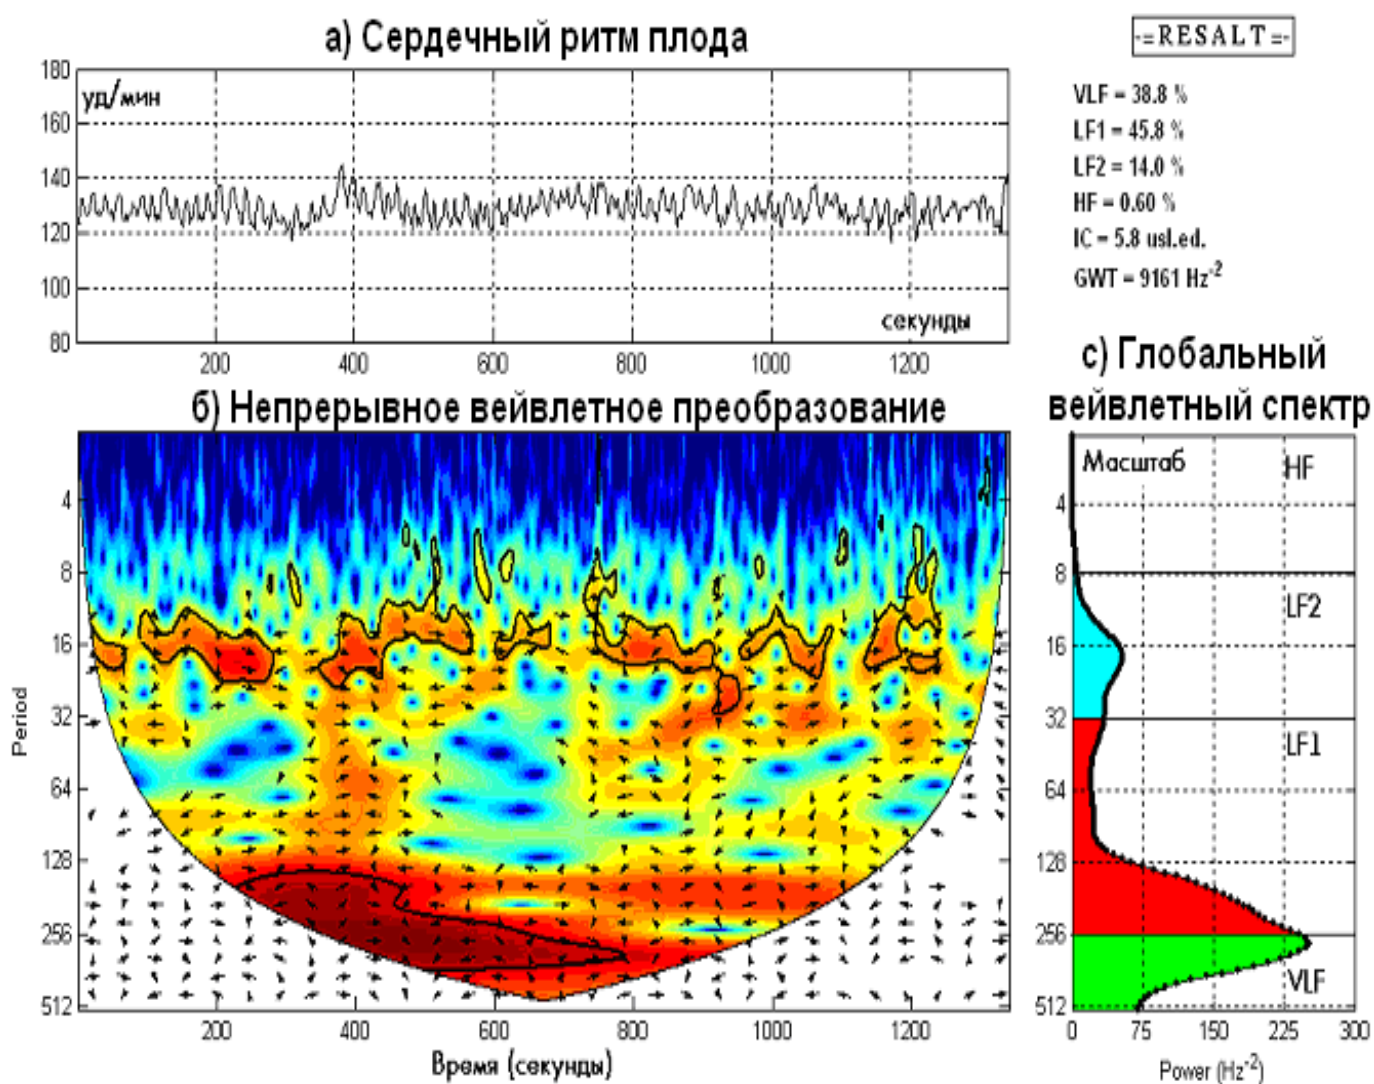 а) Сердечный ритм плода
180
уд/мин
160
140
120
100
80
секунды
200 400 600 800 1000 1200
-=RESALT=-
VLF = 38.8 %
LF1 = 45.8 %
LF2 = 14.0 %
HF = 0.60 %
IC = 5.8 usl.ed.
GWT = 9161 Hz⁻²
б) Непрерывное вейвлетное преобразование
4
8
16
32
64
128
256
512
Period
200 400 600 800 1000 1200
Время (секунды)
с) Глобальный
вейвлетный спектр
Масштаб
HF
4
8
LF2
16
32
LF1
64
128
256
VLF
512
0 75 150 225 300
Power (Hz⁻²)